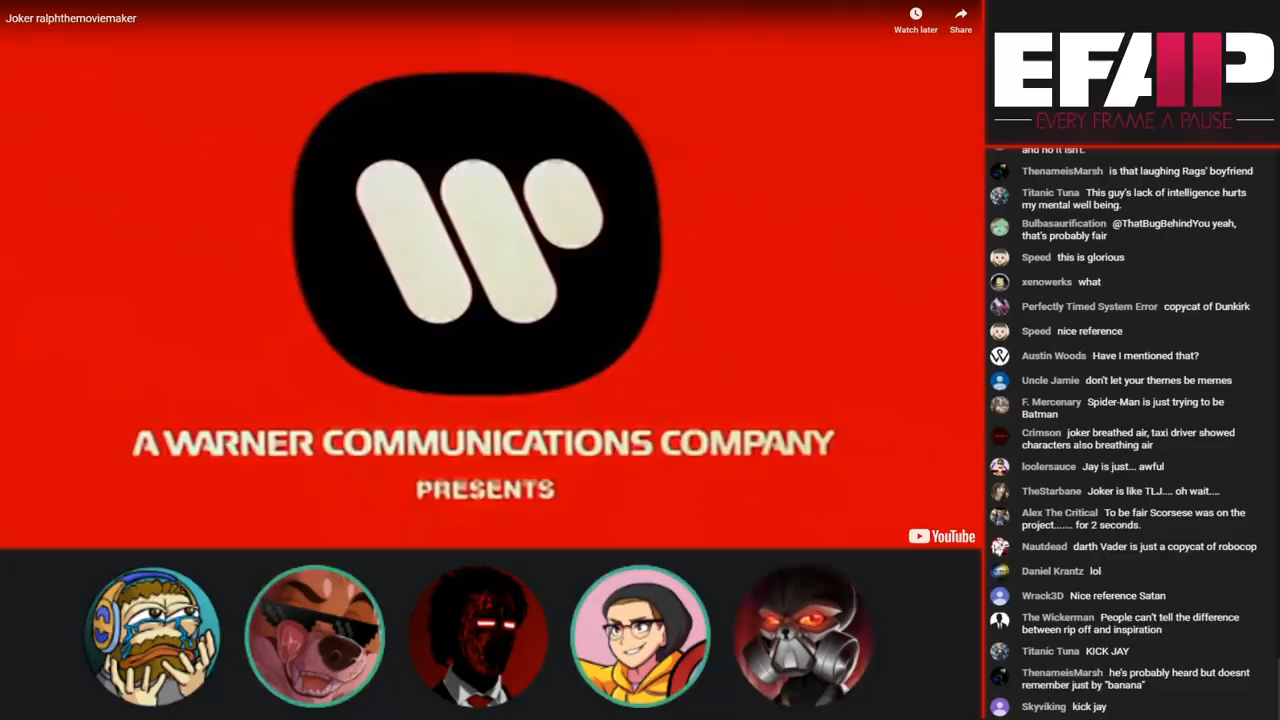 Joker ralphthemoviemaker
Watch later
Share
A WARNER COMMUNICATIONS COMPANY
PRESENTS
YouTube
EFAP
EVERY FRAME A PAUSE
and no it isn't.
ThenameisMarsh is that laughing Rags' boyfriend
Titanic Tuna This guy's lack of intelligence hurts
my mental well being.
Bulbasaurification @ThatBugBehindYou yeah,
that's probably fair
Speed this is glorious
xenowerks what
Perfectly Timed System Error copycat of Dunkirk
Speed nice reference
Austin Woods Have I mentioned that?
Uncle Jamie don't let your themes be memes
F. Mercenary Spider-Man is just trying to be
Batman
Crimson joker breathed air, taxi driver showed
characters also breathing air
loolersauce Jay is just... awful
TheStarbane Joker is like TLJ.... oh wait....
Alex The Critical To be fair Scorsese was on the
project....... for 2 seconds.
Nautdead darth Vader is just a copycat of robocop
Daniel Krantz lol
Wrack3D Nice reference Satan
The Wickerman People can't tell the difference
between rip off and inspiration
Titanic Tuna KICK JAY
ThenameisMarsh he's probably heard but doesnt
remember just by "banana"
Skyviking kick jay